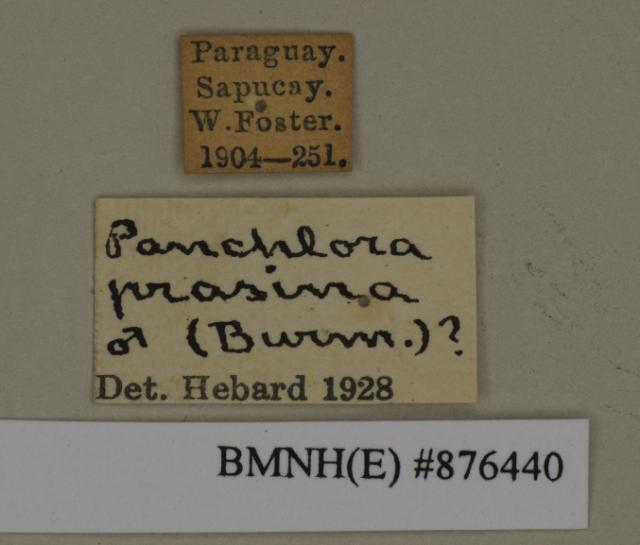 Paraguay.
Sapucay.
W. Foster.
1904—251.
Panchlora
prasina
♂ (Burm.)?
Det. Hebard 1928
BMNH(E) #876440